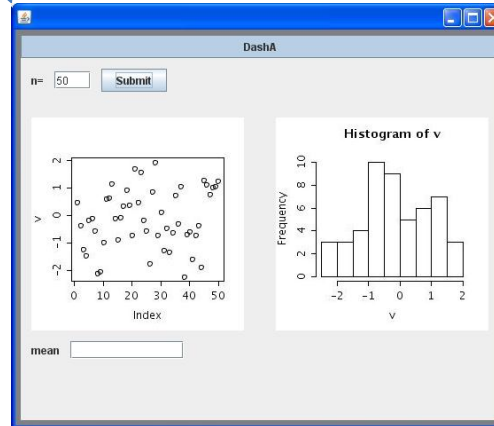 DashA
n= 50 Submit
v
2
1
0
-1
-2
0 10 20 30 40 50
Index
Histogram of v
Frequency
10
8
6
4
2
0
-2 -1 0 1 2
v
mean